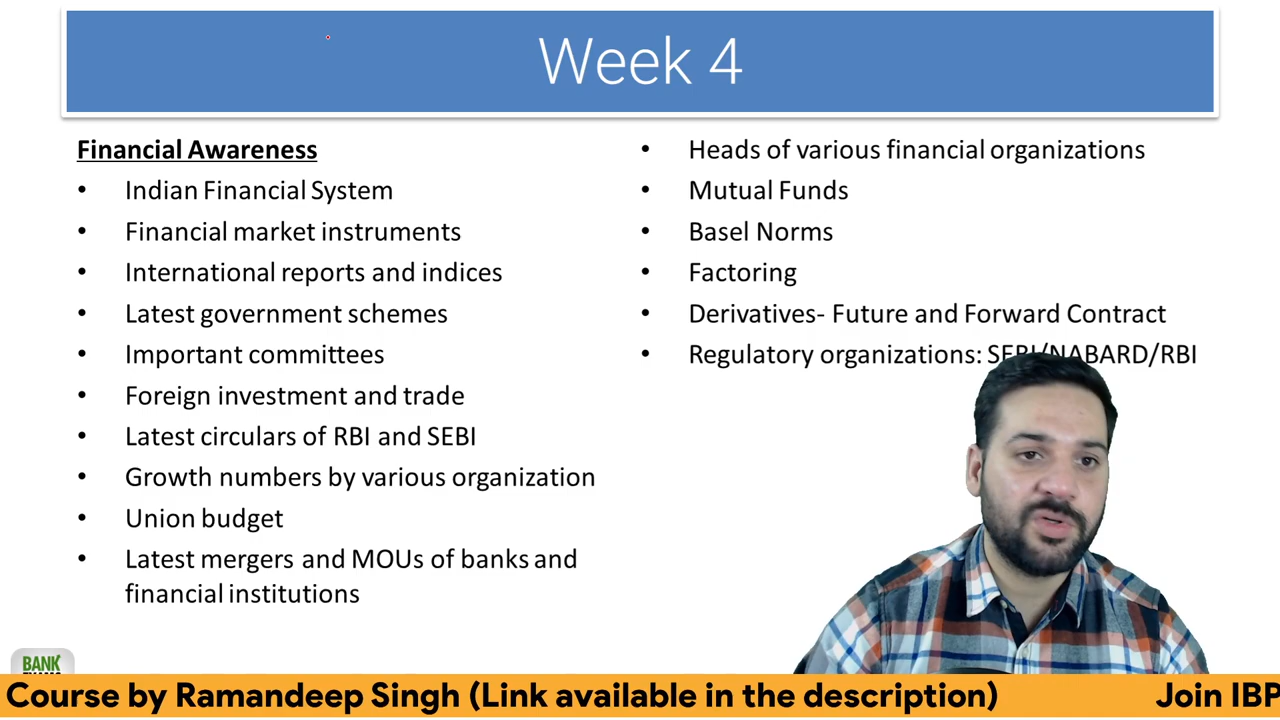 Week 4
Financial Awareness
• Indian Financial System
• Financial market instruments
• International reports and indices
• Latest government schemes
• Important committees
• Foreign investment and trade
• Latest circulars of RBI and SEBI
• Growth numbers by various organization
• Union budget
• Latest mergers and MOUs of banks and
financial institutions
• Heads of various financial organizations
• Mutual Funds
• Basel Norms
• Factoring
• Derivatives- Future and Forward Contract
• Regulatory organizations: SEBI/NABARD/RBI
BANK
Course by Ramandeep Singh (Link available in the description)
Join IBP